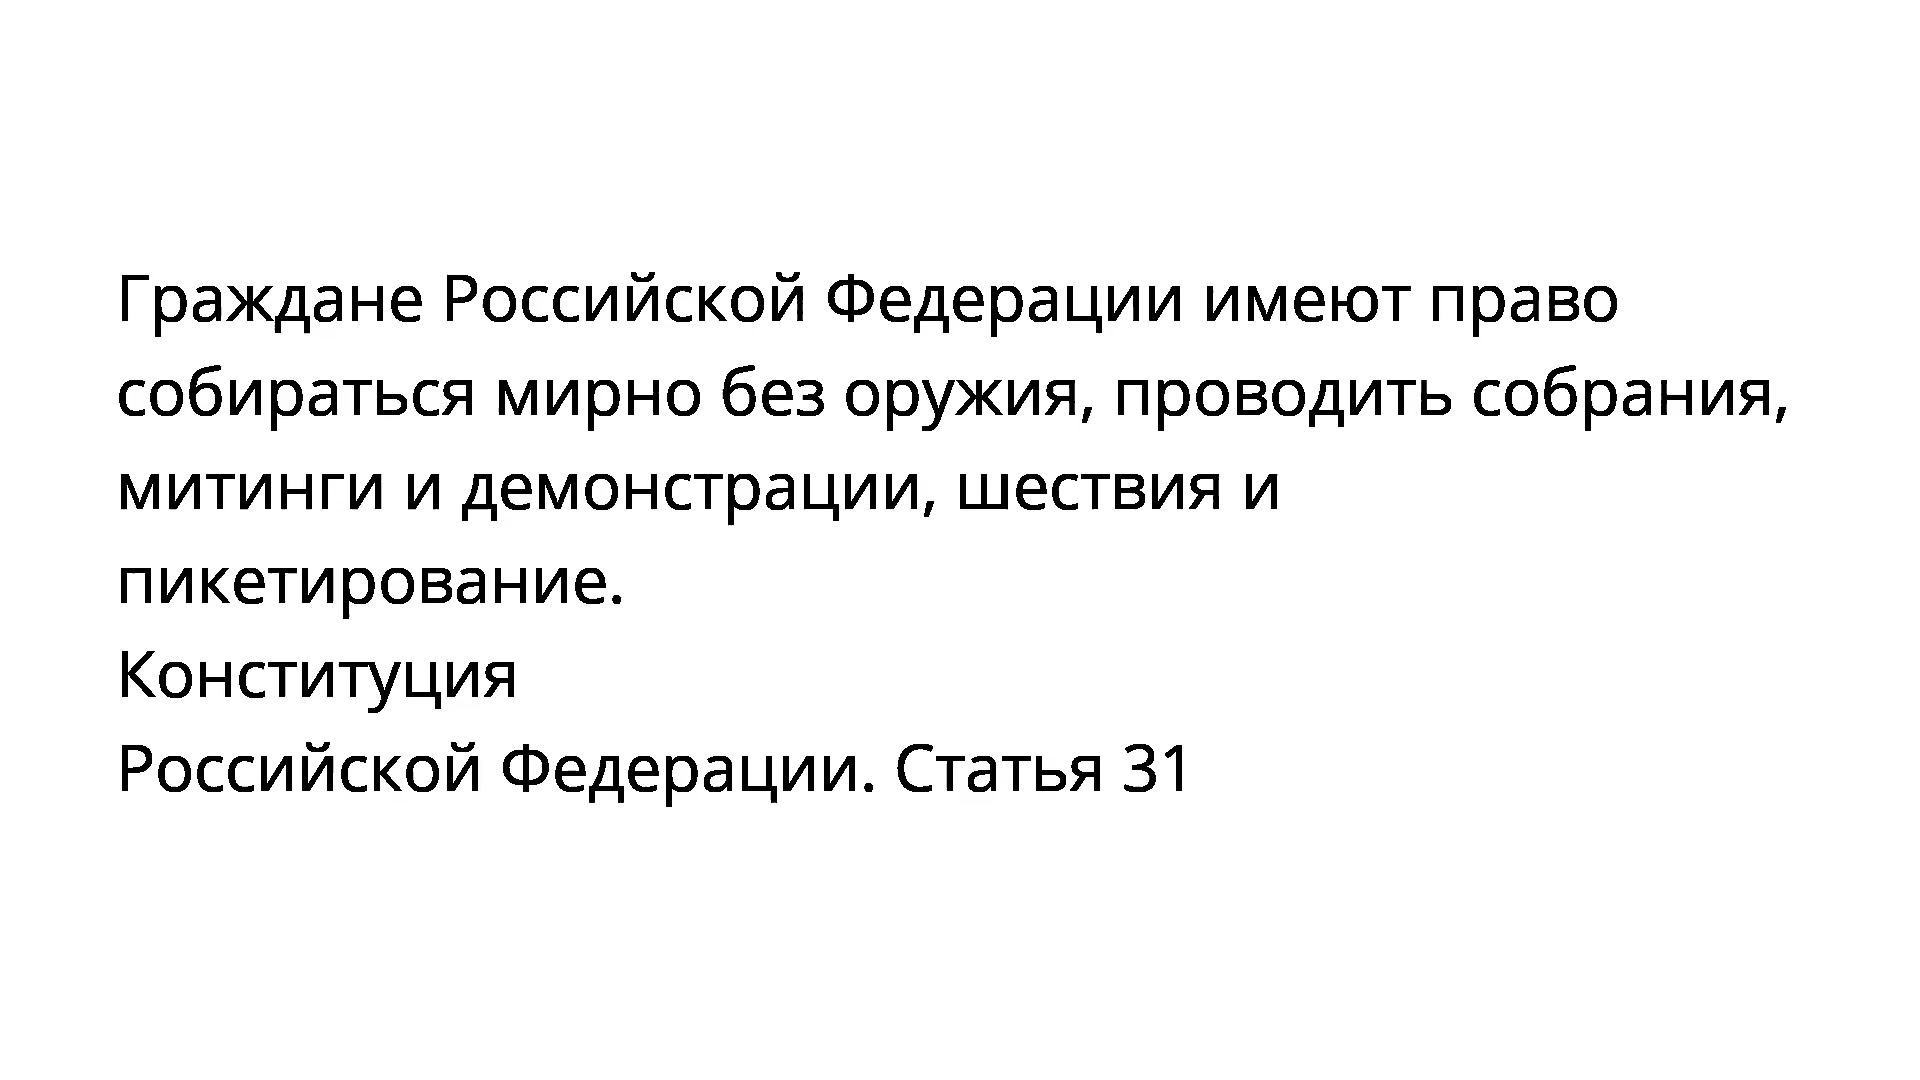 Граждане Российской Федерации имеют право
собираться мирно без оружия, проводить собрания,
митинги и демонстрации, шествия и
пикетирование.
Конституция
Российской Федерации. Статья 31